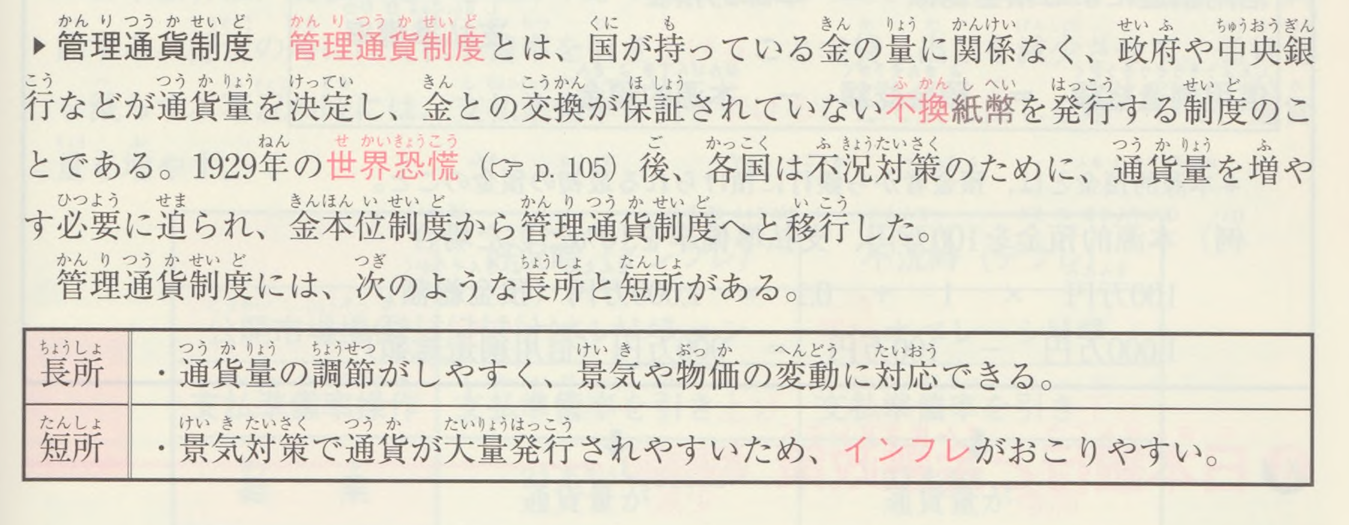 ▶管理通貨制度　管理通貨制度とは、国が持っている金の量に関係なく、政府や中央銀
行などが通貨量を決定し、金との交換が保証されていない不換紙幣を発行する制度のこ
とである。1929年の世界恐慌（☞ p. 105）後、各国は不況対策のために、通貨量を増や
す必要に迫られ、金本位制度から管理通貨制度へと移行した。
管理通貨制度には、次のような長所と短所がある。
長所　・通貨量の調節がしやすく、景気や物価の変動に対応できる。
短所　・景気対策で通貨が大量発行されやすいため、インフレがおこりやすい。